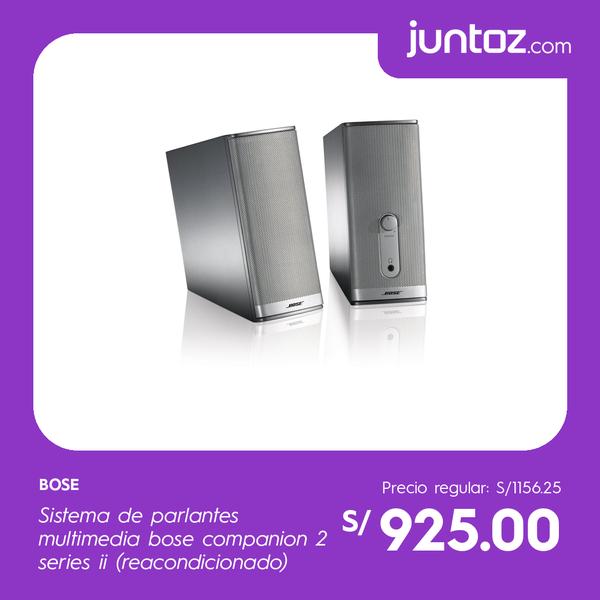 juntoz.com
BOSE
BOSE
BOSE
Sistema de parlantes
multimedia bose companion 2
series ii (reacondicionado)
Precio regular: S/1156.25
S/ 925.00